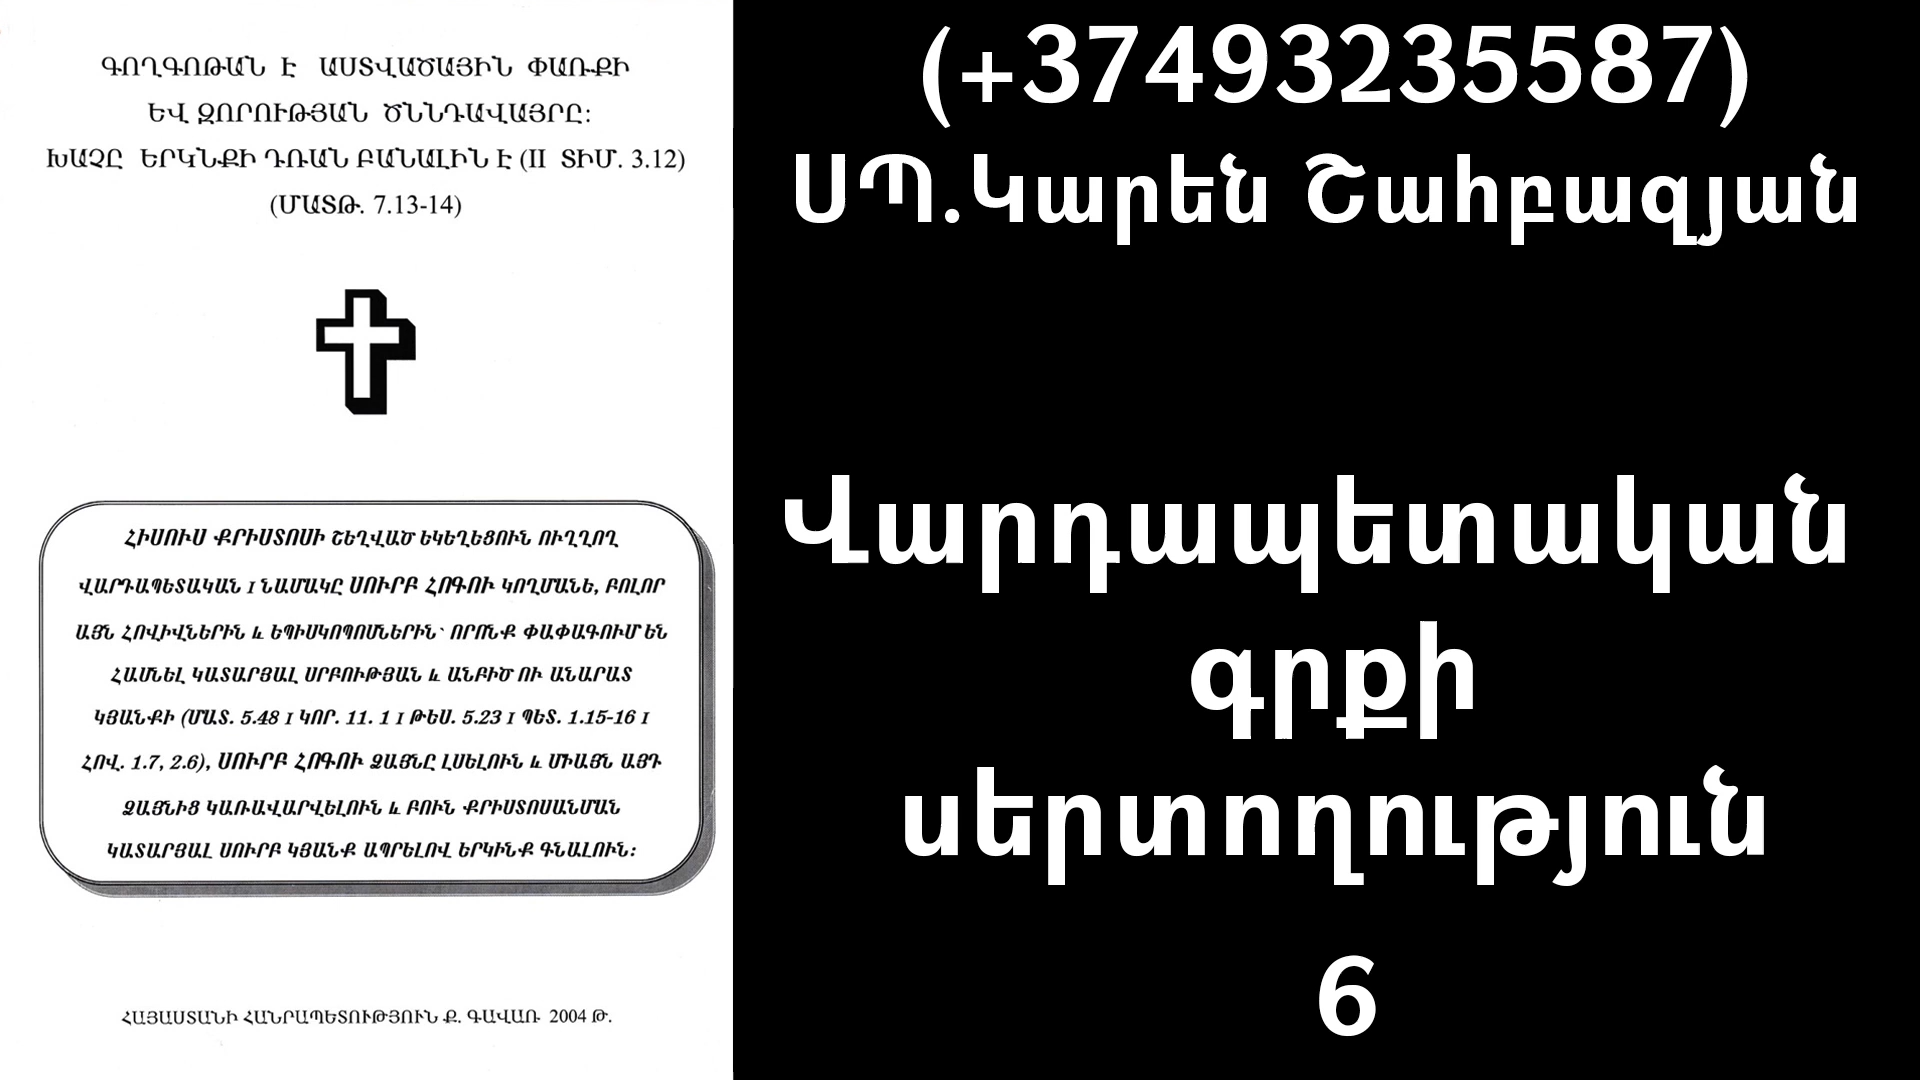 ԳՈՂԳՈԹԱՆ Է ԱՍՏՎԱԾԱՅԻՆ ՓԱՌՔԻ
ԵՎ ԶՈՐՈՒԹՅԱՆ ԾՆՆԴԱՎԱՅՐԸ:
ԽԱՉԸ ԵՐԿՆՔԻ ԴՌԱՆ ԲԱՆԱԼԻՆ Է (II ՏԻՄ. 3.12)
(ՄԱՏԹ. 7.13-14)
ՀԻՍՈՒՍ ՔՐԻՍՏՈՍԻ ՇԵՂՎԱԾ ԵԿԵՂԵՑՈՒՆ ՈՒՂՂՈՂ
ՎԱՐԴԱՊԵՏԱԿԱՆ I ՆԱՄԱԿԸ ՍՈՒՐԲ ՀՈԳՈՒ ԿՈՂՄԱՆԵ, ԲՈԼՈՐ
ԱՅՆ ՀՈՎԻՎՆԵՐԻՆ և ԵՊԻՍԿՈՊՈՍՆԵՐԻՆ՝ ՈՐՈՆՔ ՓԱՓԱԳՈՒՄ ԵՆ
ՀԱՍՆԵԼ ԿԱՏԱՐՅԱԼ ՍՐԲՈՒԹՅԱՆ և ԱՆԲԻԾ ՈՒ ԱՆԱՐԱՏ
ԿՅԱՆՔԻ (ՄԱՏ. 5.48 I ԿՈՐ. 11. 1 I ԹԵՍ. 5.23 I ՊԵՏ. 1.15-16 I
ՀՈՎ. 1.7, 2.6), ՍՈՒՐԲ ՀՈԳՈՒ ՁԱՅՆԸ ԼՍԵԼՈՒՆ և ՄԻԱՅՆ ԱՅԴ
ՁԱՅՆԻՑ ԿԱՌԱՎԱՐՎԵԼՈՒՆ և ԲՈՒՆ ՔՐԻՍՏՈՍԱՆՄԱՆ
ԿԱՏԱՐՅԱԼ ՍՈՒՐԲ ԿՅԱՆՔ ԱՊՐԵԼՈՎ ԵՐԿԻՆՔ ԳՆԱԼՈՒՆ:
ՀԱՅԱՍՏԱՆԻ ՀԱՆՐԱՊԵՏՈՒԹՅՈՒՆ Ք. ԳԱՎԱՌ 2004 Թ.
(+37493235587)
ՍՊ.Կարեն Շահբազյան
Վարդապետական
գրքի
սերտողություն
6